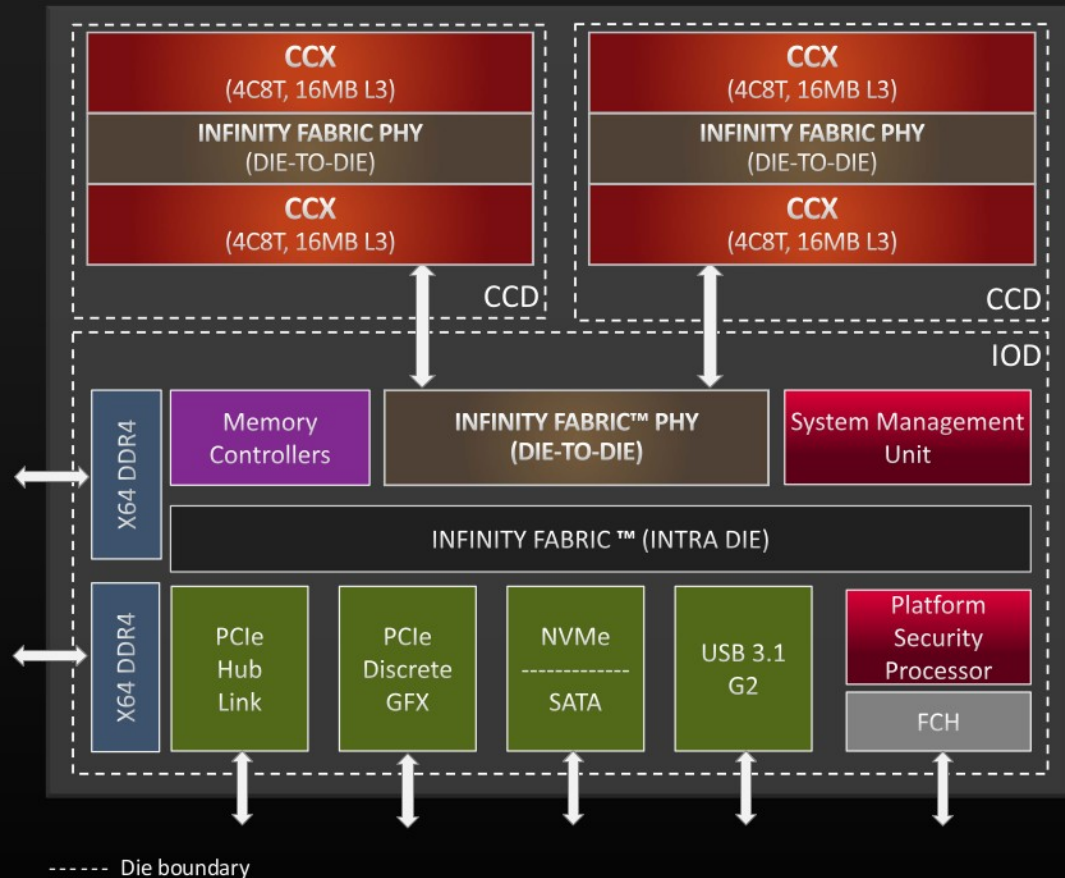 CCX
(4C8T, 16MB L3)
INFINITY FABRIC PHY
(DIE-TO-DIE)
CCX
(4C8T, 16MB L3)
CCD
CCX
(4C8T, 16MB L3)
INFINITY FABRIC PHY
(DIE-TO-DIE)
CCX
(4C8T, 16MB L3)
CCD
IOD
X64 DDR4
Memory
Controllers
INFINITY FABRIC™ PHY
(DIE-TO-DIE)
System Management
Unit
INFINITY FABRIC ™ (INTRA DIE)
X64 DDR4
PCIe
Hub
Link
PCIe
Discrete
GFX
NVMe
-------------
SATA
USB 3.1
G2
Platform
Security
Processor
FCH
------ Die boundary